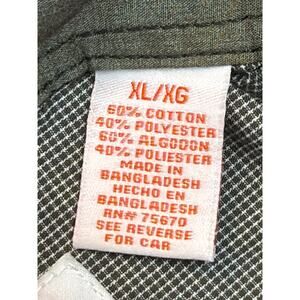 XL/XG
60% COTTON
40% POLYESTER
60% ALGODON
40% POLIESTER
MADE IN
BANGLADESH
HECHO EN
BANGLADESH
RN# 75670
SEE REVERSE
FOR CAR